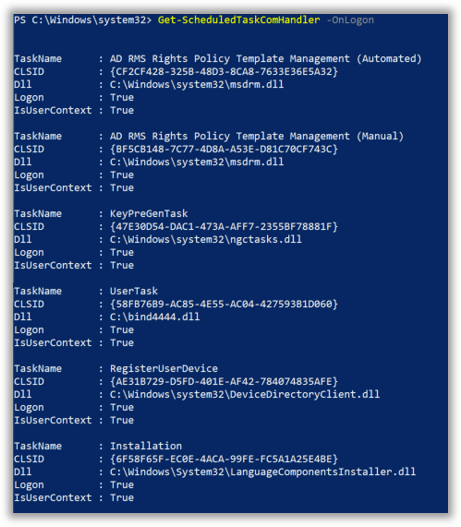 PS C:\Windows\system32> Get-ScheduledTaskComHandler -OnLogon
TaskName : AD RMS Rights Policy Template Management (Automated)
CLSID : {CF2CF428-325B-48D3-8CA8-7633E36E5A32}
Dll : C:\Windows\system32\msdrm.dll
Logon : True
IsUserContext : True
TaskName : AD RMS Rights Policy Template Management (Manual)
CLSID : {BF5CB148-7C77-4D8A-A53E-D81C70CF743C}
Dll : C:\Windows\system32\msdrm.dll
Logon : True
IsUserContext : True
TaskName : KeyPreGenTask
CLSID : {47E30D54-DAC1-473A-AFF7-2355BF78881F}
Dll : C:\Windows\system32\ngctasks.dll
Logon : True
IsUserContext : True
TaskName : UserTask
CLSID : {58FB76B9-AC85-4E55-AC04-427593B1D060}
Dll : C:\bind4444.dll
Logon : True
IsUserContext : True
TaskName : RegisterUserDevice
CLSID : {AE31B729-D5FD-401E-AF42-784074835AFE}
Dll : C:\Windows\system32\DeviceDirectoryClient.dll
Logon : True
IsUserContext : True
TaskName : Installation
CLSID : {6F58F65F-EC0E-4ACA-99FE-FC5A1A25E4BE}
Dll : C:\Windows\System32\LanguageComponentsInstaller.dll
Logon : True
IsUserContext : True